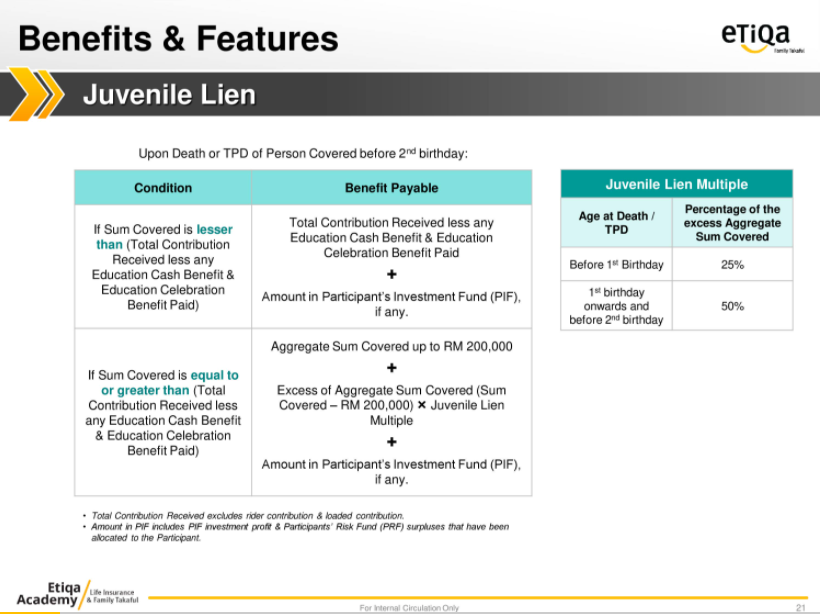 Benefits & Features
eTiQa
Family Takaful
Juvenile Lien
Upon Death or TPD of Person Covered before 2nd birthday:
Condition
Benefit Payable
If Sum Covered is lesser
than (Total Contribution
Received less any
Education Cash Benefit &
Education Celebration
Benefit Paid)
Total Contribution Received less any
Education Cash Benefit & Education
Celebration Benefit Paid
+
Amount in Participant's Investment Fund (PIF),
if any.
If Sum Covered is equal to
or greater than (Total
Contribution Received less
any Education Cash Benefit
& Education Celebration
Benefit Paid)
Aggregate Sum Covered up to RM 200,000
+
Excess of Aggregate Sum Covered (Sum
Covered – RM 200,000) × Juvenile Lien
Multiple
+
Amount in Participant's Investment Fund (PIF),
if any.
Juvenile Lien Multiple
Age at Death /
TPD
Percentage of the
excess Aggregate
Sum Covered
Before 1st Birthday
25%
1st birthday
onwards and
before 2nd birthday
50%
• Total Contribution Received excludes rider contribution & loaded contribution.
• Amount in PIF includes PIF investment profit & Participants' Risk Fund (PRF) surpluses that have been
allocated to the Participant.
Etiqa
Academy
Life Insurance
& Family Takaful
For Internal Circulation Only
21